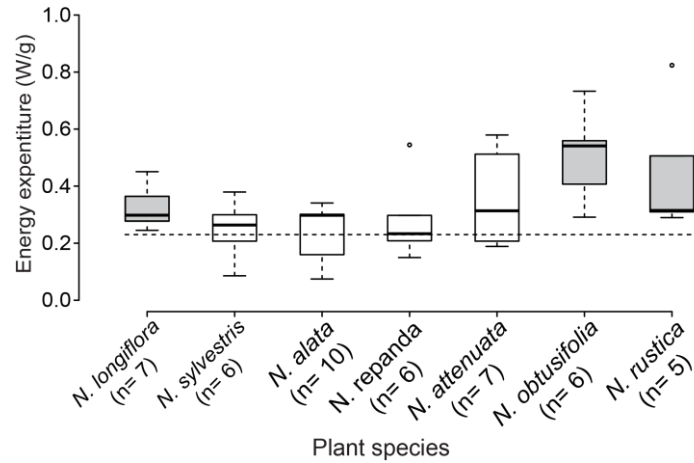 Energy expentiture (W/g)
1.0
0.8
0.6
0.4
0.2
0.0
N. longiflora
(n= 7)
N. sylvestris
(n= 6)
N. alata
(n= 10)
N. repanda
(n= 6)
N. attenuata
(n= 7)
N. obtusifolia
(n= 6)
N. rustica
(n= 5)
Plant species